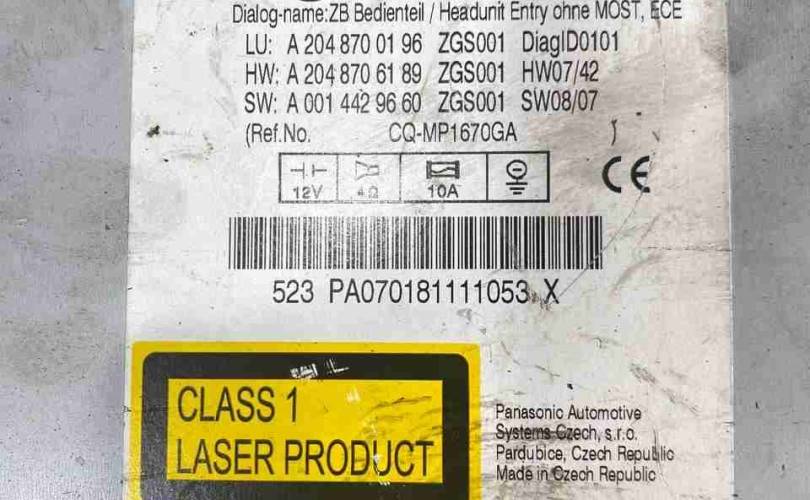 Dialog-name:ZB Bedienteil / Headunit Entry ohne MOST, ECE
LU: A 204 870 01 96 ZGS001 DiagID0101
HW: A 204 870 61 89 ZGS001 HW07/42
SW: A 001 442 96 60 ZGS001 SW08/07
(Ref.No. CQ-MP1670GA )
12V 4Ω 10A
CE
523 PA070181111053 X
CLASS 1
LASER PRODUCT
Panasonic Automotive
Systems Czech, s.r.o.
Pardubice, Czech Republic
Made in Czech Republic